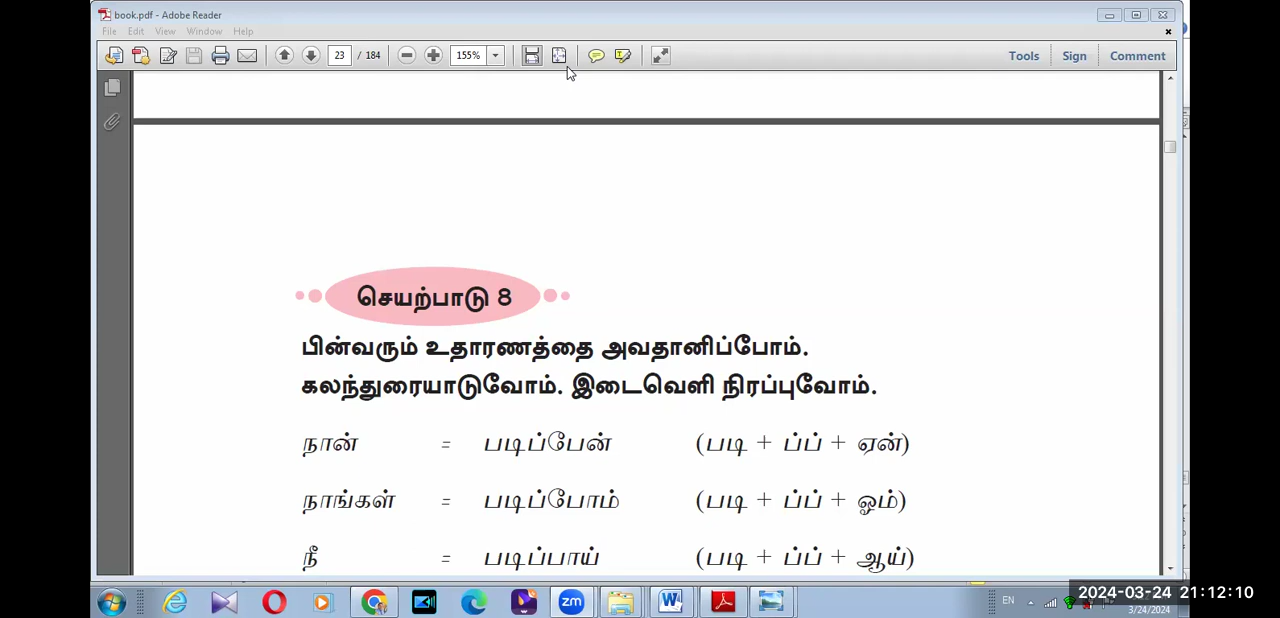 book.pdf - Adobe Reader
File Edit View Window Help
23 / 184 155% Tools Sign Comment
செயற்பாடு 8
பின்வரும் உதாரணத்தை அவதானிப்போம்.
கலந்துரையாடுவோம். இடைவெளி நிரப்புவோம்.
நான் = படிப்பேன் (படி + ப்ப் + ஏன்)
நாங்கள் = படிப்போம் (படி + ப்ப் + ஓம்)
நீ = படிப்பாய் (படி + ப்ப் + ஆய்)
zm
EN
2024-03-24 21:12:10
3/24/2024